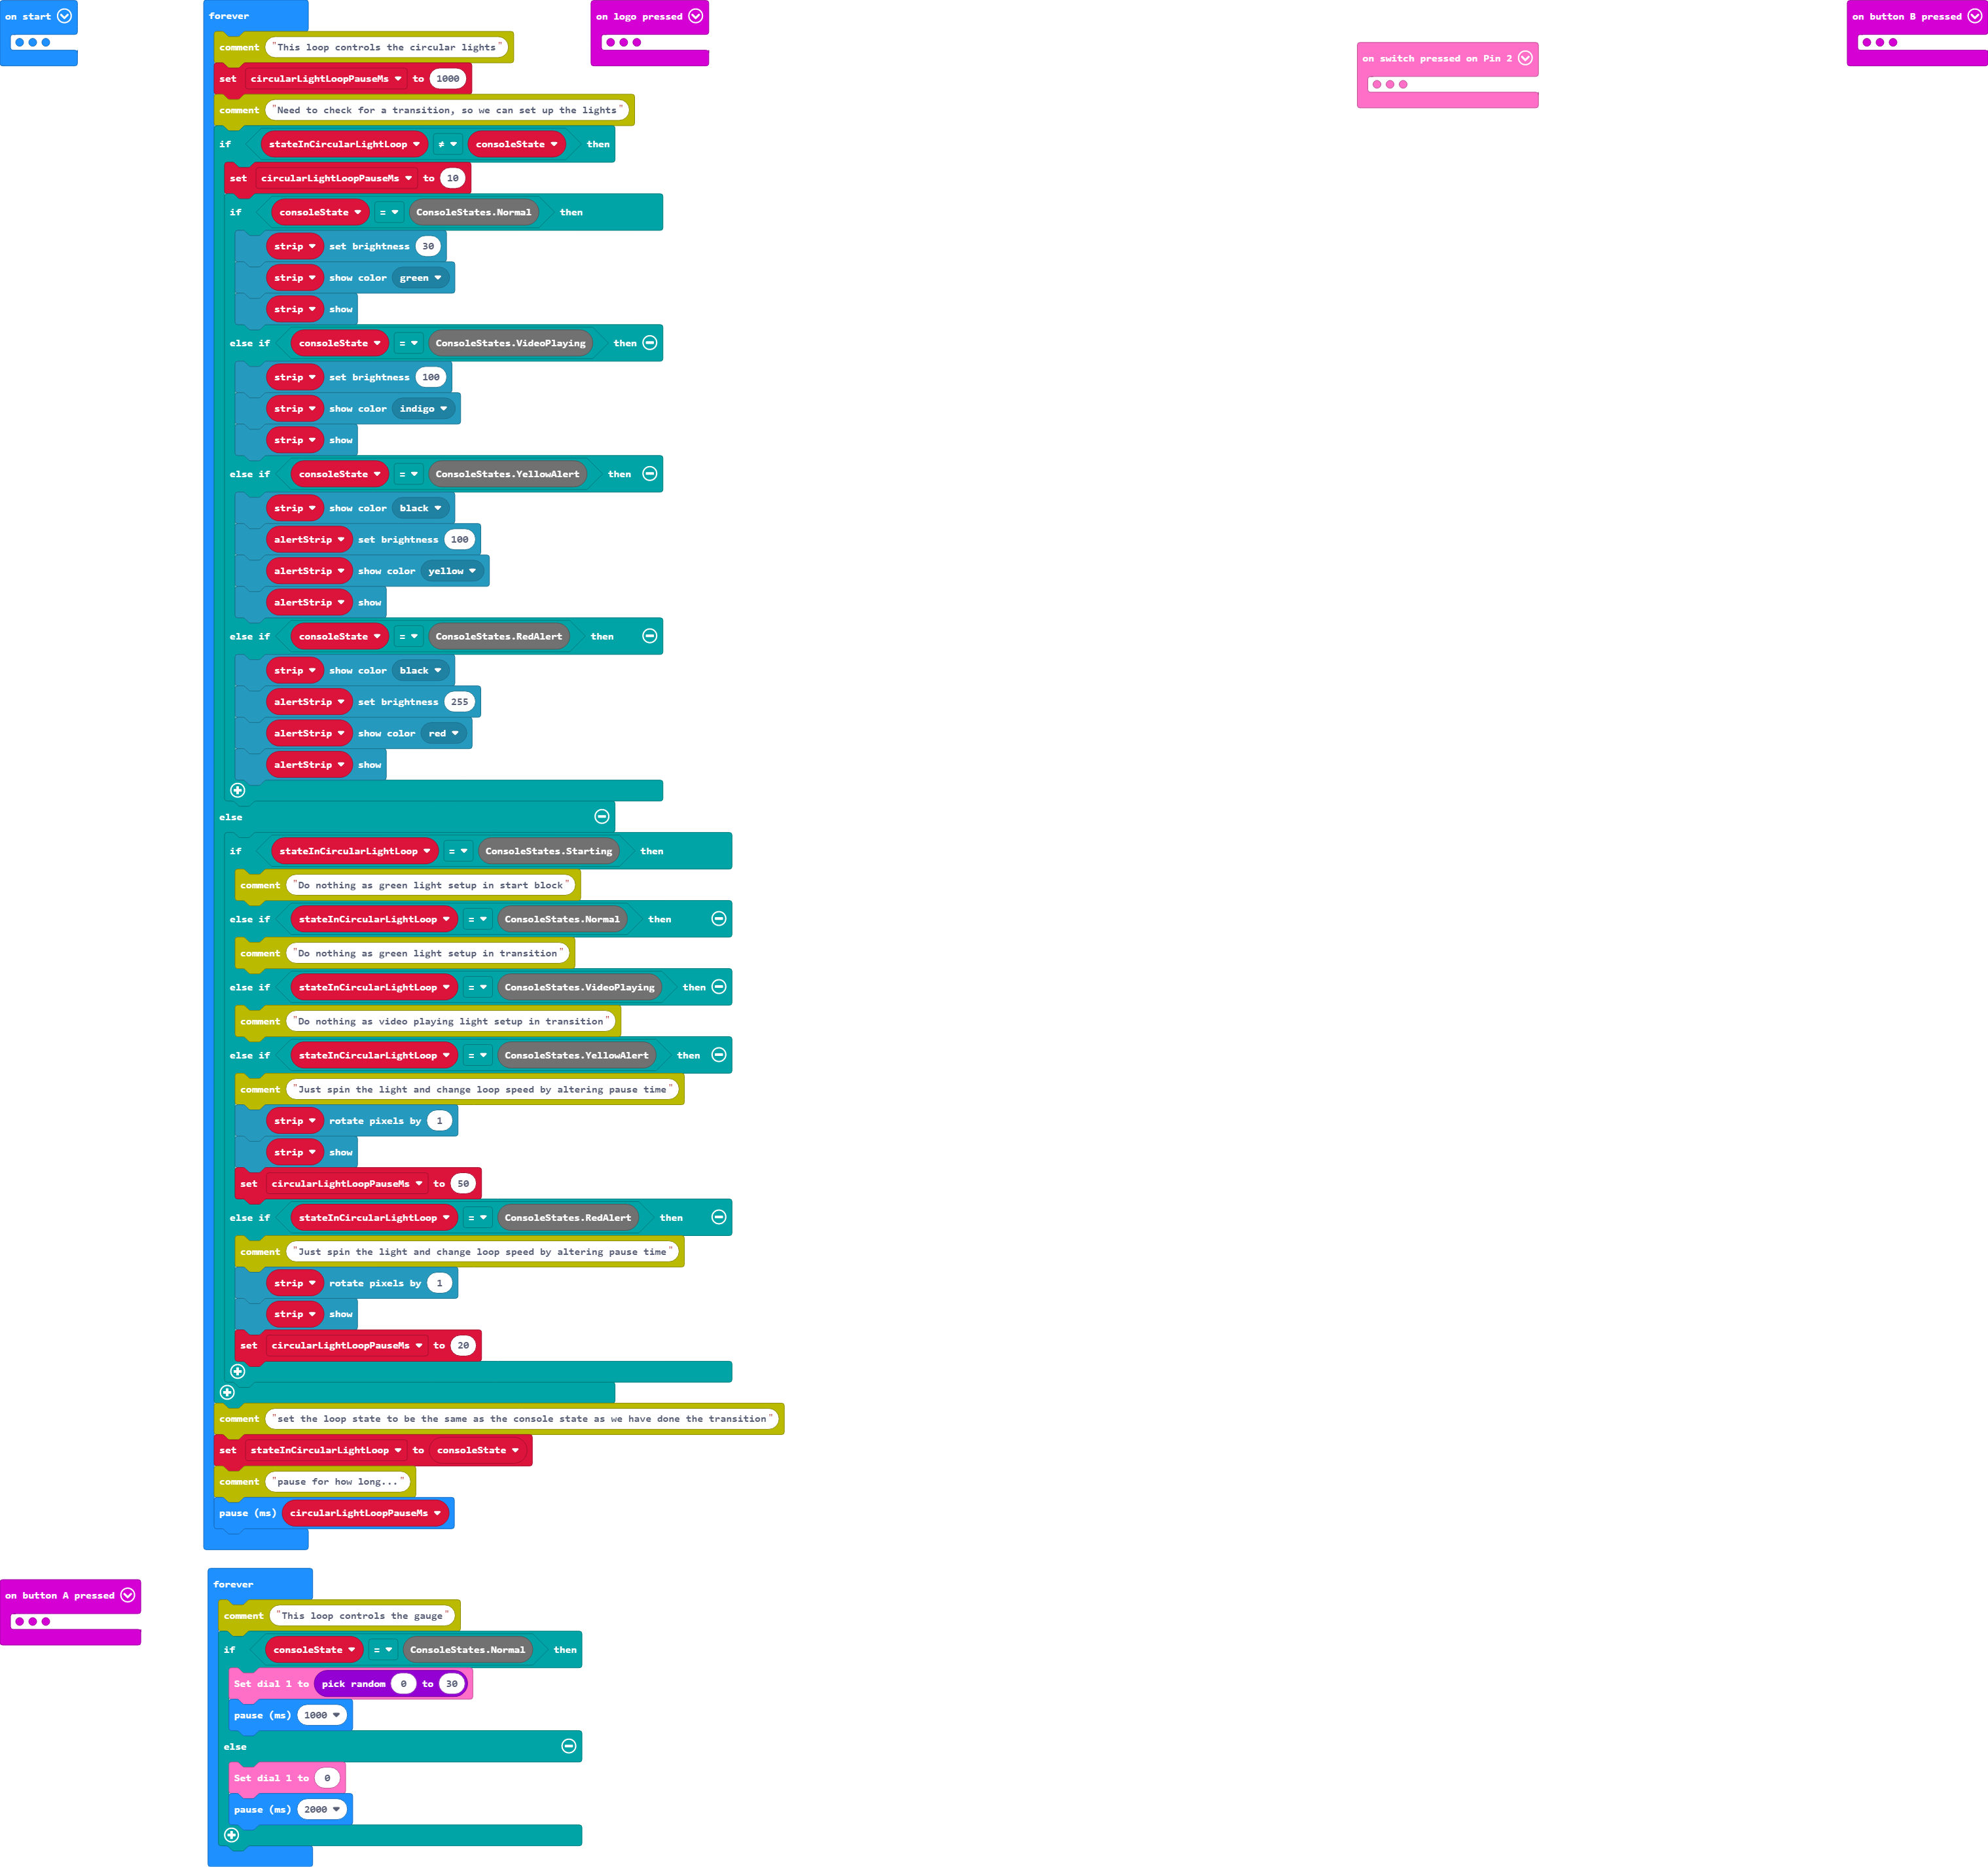 on start
forever
comment "This loop controls the circular lights"
set circularLightLoopPauseMs to 1000
comment "Need to check for a transition, so we can set up the lights"
if stateInCircularLightLoop ≠ consoleState then
set circularLightLoopPauseMs to 10
if consoleState = ConsoleStates.Normal then
strip set brightness 30
strip show color green
strip show
else if consoleState = ConsoleStates.VideoPlaying then
strip set brightness 100
strip show color indigo
strip show
else if consoleState = ConsoleStates.YellowAlert then
strip show color black
alertStrip set brightness 100
alertStrip show color yellow
alertStrip show
else if consoleState = ConsoleStates.RedAlert then
strip show color black
alertStrip set brightness 255
alertStrip show color red
alertStrip show
else
if stateInCircularLightLoop = ConsoleStates.Starting then
comment "Do nothing as green light setup in start block"
else if stateInCircularLightLoop = ConsoleStates.Normal then
comment "Do nothing as green light setup in transition"
else if stateInCircularLightLoop = ConsoleStates.VideoPlaying then
comment "Do nothing as video playing light setup in transition"
else if stateInCircularLightLoop = ConsoleStates.YellowAlert then
comment "Just spin the light and change loop speed by altering pause time"
strip rotate pixels by 1
strip show
set circularLightLoopPauseMs to 50
else if stateInCircularLightLoop = ConsoleStates.RedAlert then
comment "Just spin the light and change loop speed by altering pause time"
strip rotate pixels by 1
strip show
set circularLightLoopPauseMs to 20
comment "set the loop state to be the same as the console state as we have done the transition"
set stateInCircularLightLoop to consoleState
comment "pause for how long..."
pause (ms) circularLightLoopPauseMs
on logo pressed
on switch pressed on Pin 2
on button B pressed
on button A pressed
forever
comment "This loop controls the gauge"
if consoleState = ConsoleStates.Normal then
Set dial 1 to pick random 0 to 30
pause (ms) 1000
else
Set dial 1 to 0
pause (ms) 2000